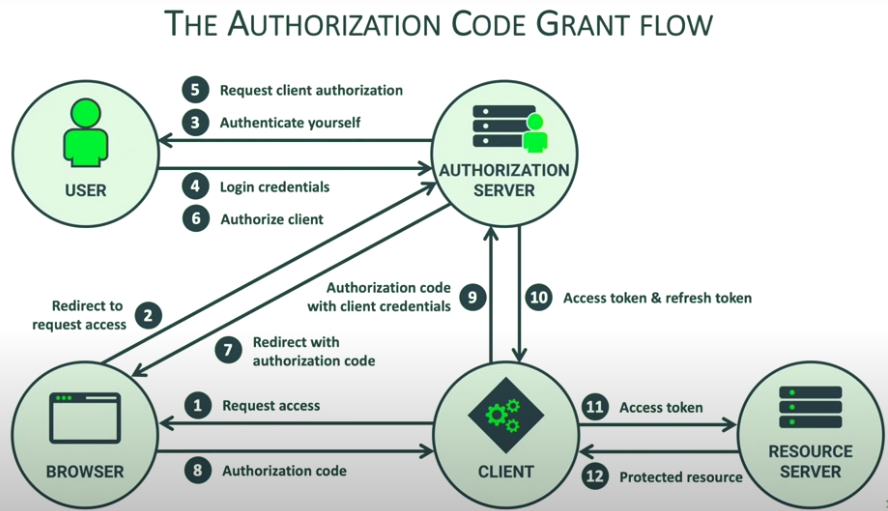 THE AUTHORIZATION CODE GRANT FLOW
5 Request client authorization
3 Authenticate yourself
USER
4 Login credentials
6 Authorize client
AUTHORIZATION
SERVER
2 Redirect to
request access
7 Redirect with
authorization code
9 Authorization code
with client credentials
10 Access token & refresh token
1 Request access
8 Authorization code
BROWSER
CLIENT
11 Access token
12 Protected resource
RESOURCE
SERVER